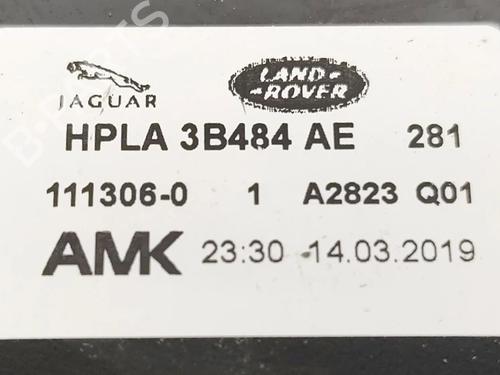 JAGUAR
LAND ROVER
HPLA 3B484 AE 281
111306-0 1 A2823 Q01
AMK 23:30 - 14.03.2019